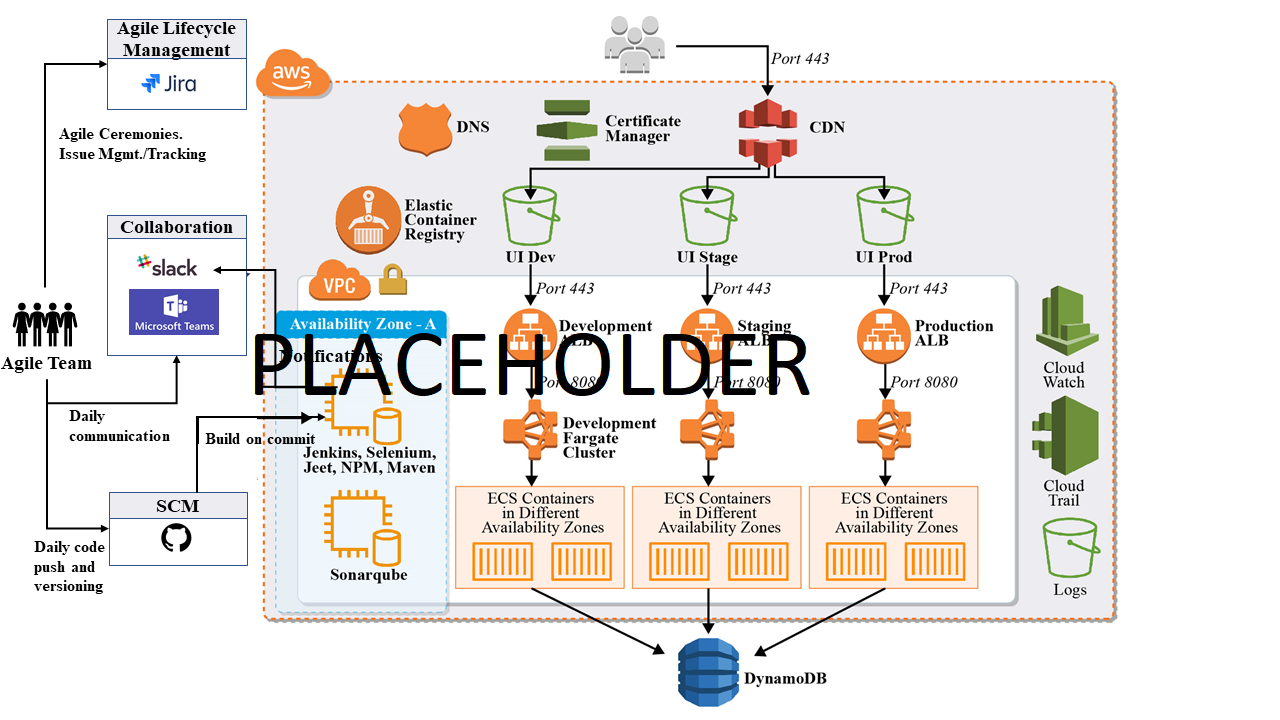 Agile Lifecycle
Management
Jira
Agile Ceremonies.
Issue Mgmt./Tracking
Collaboration
slack
Microsoft Teams
Agile Team
Daily
communication
Build on commit
SCM
Daily code
push and
versioning
aws
Port 443
DNS
Certificate
Manager
CDN
Elastic
Container
Registry
UI Dev
UI Stage
UI Prod
VPC
Port 443
Port 443
Port 443
Availability Zone - A
Notifications
Development
ALB
Staging
ALB
Production
ALB
PLACEHOLDER
Port 8080
Port 8080
Port 8080
Jenkins, Selenium,
Jeet, NPM, Maven
Sonarqube
Development
Fargate
Cluster
ECS Containers
in Different
Availability Zones
ECS Containers
in Different
Availability Zones
ECS Containers
in Different
Availability Zones
Cloud
Watch
Cloud
Trail
Logs
DynamoDB